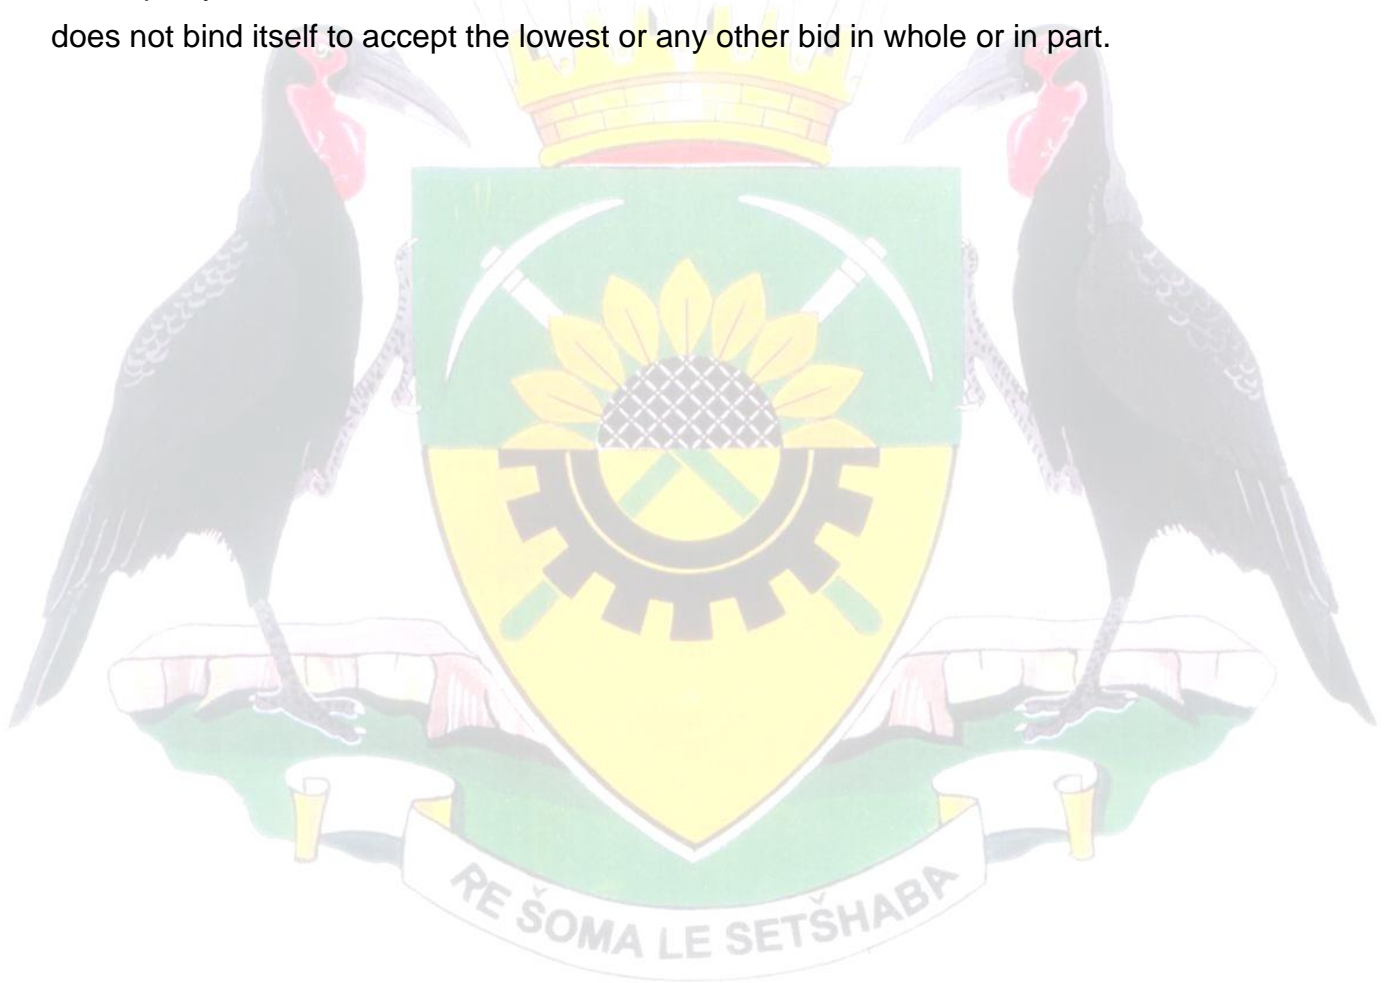 does not bind itself to accept the lowest or any other bid in whole or in part.
RE ŠOMA LE SETŠHABA